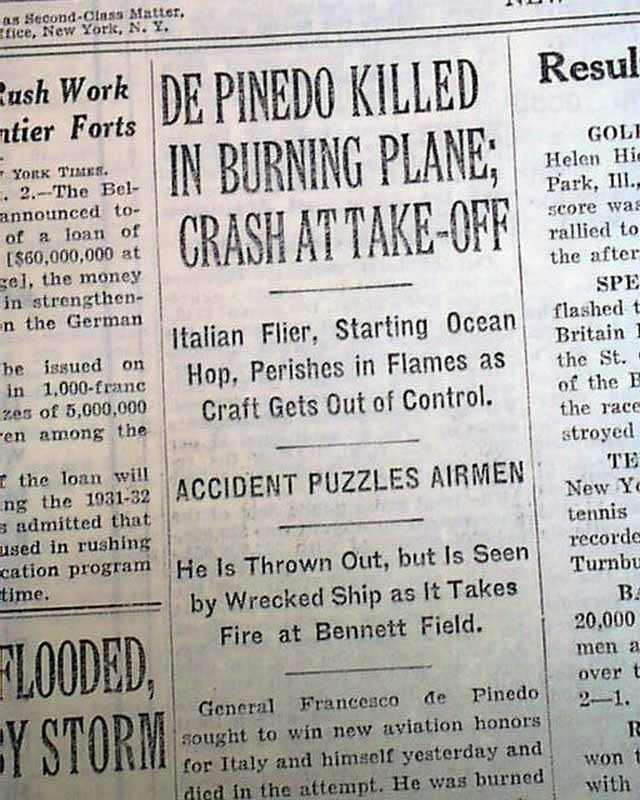 as Second-Class Matter,
ffice, New York, N. Y.
Rush Work
ntier Forts
YORK TIMES.
. 2.—The Bel-
announced to-
of a loan of
[$60,000,000 at
ge], the money
in strengthen-
n the German
be issued on
in 1,000-franc
zes of 5,000,000
ren among the
f the loan will
ng the 1931-32
s admitted that
used in rushing
cation program
time.
FLOODED,
BY STORM
DE PINEDO KILLED
IN BURNING PLANE;
CRASH AT TAKE-OFF
Italian Flier, Starting Ocean
Hop, Perishes in Flames as
Craft Gets Out of Control.
ACCIDENT PUZZLES AIRMEN
He Is Thrown Out, but Is Seen
by Wrecked Ship as It Takes
Fire at Bennett Field.
General Francesco de Pinedo
sought to win new aviation honors
for Italy and himself yesterday and
died in the attempt. He was burned
Resul
GOL
Helen Hi
Park, Ill.,
score was
rallied to
the after
SPE
flashed t
Britain
the St.
of the B
the race
stroyed
TE
New Yo
tennis
recorde
Turnbu
BA
20,000
men a
over t
2—1.
R
won t
with